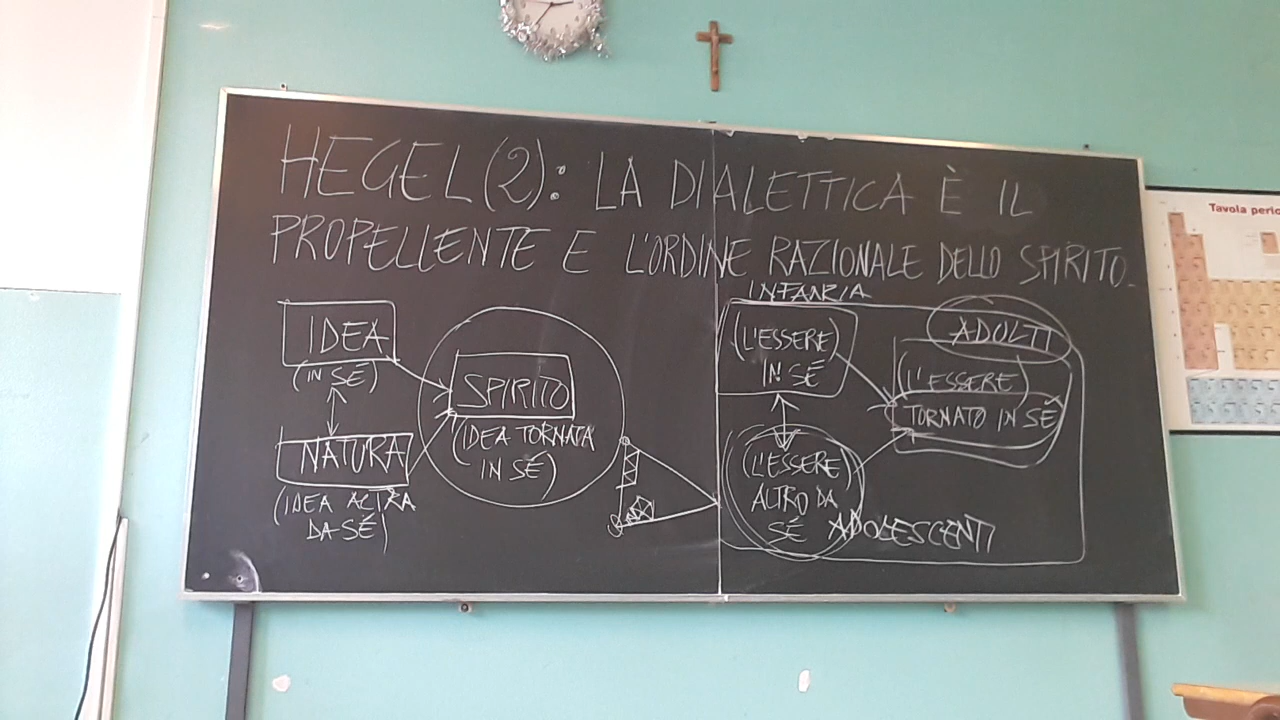 HEGEL(2): LA DIALETTICA È IL
PROPELLENTE E L'ORDINE RAZIONALE DELLO SPIRITO.
IDEA
(IN SÉ)
NATURA
(IDEA ALTRA
DA SÉ)
SPIRITO
(IDEA TORNATA
IN SÉ)
INFANZIA
(L'ESSERE)
IN SÉ
(L'ESSERE)
ALTRO DA
SÉ
ADOLESCENTI
ADULTI
(L'ESSERE)
TORNATO IN SÉ
Tavola perio